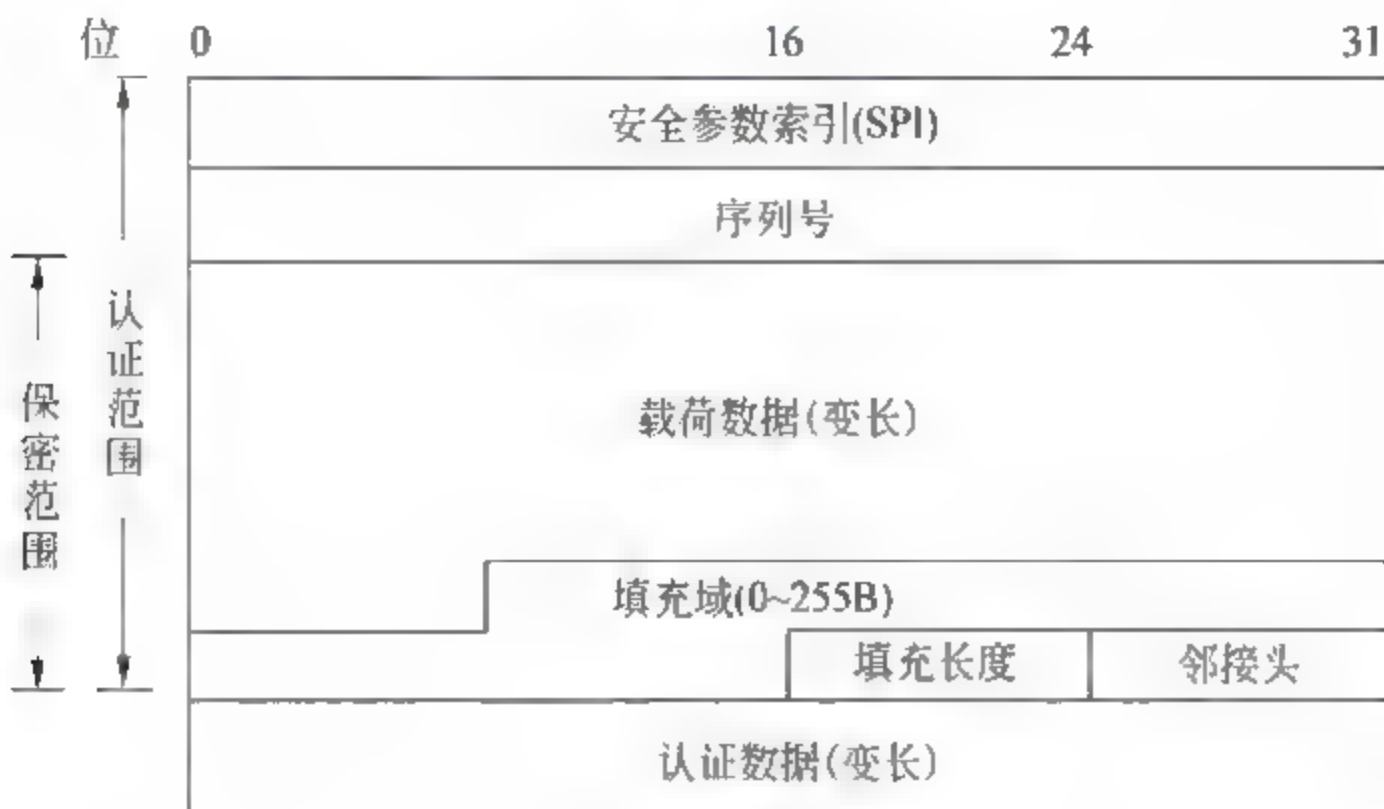 位 0 16 24 31
安全参数索引(SPI)
序列号
认证范围
保密范围
载荷数据(变长)
填充域(0~255B)
填充长度 邻接头
认证数据(变长)